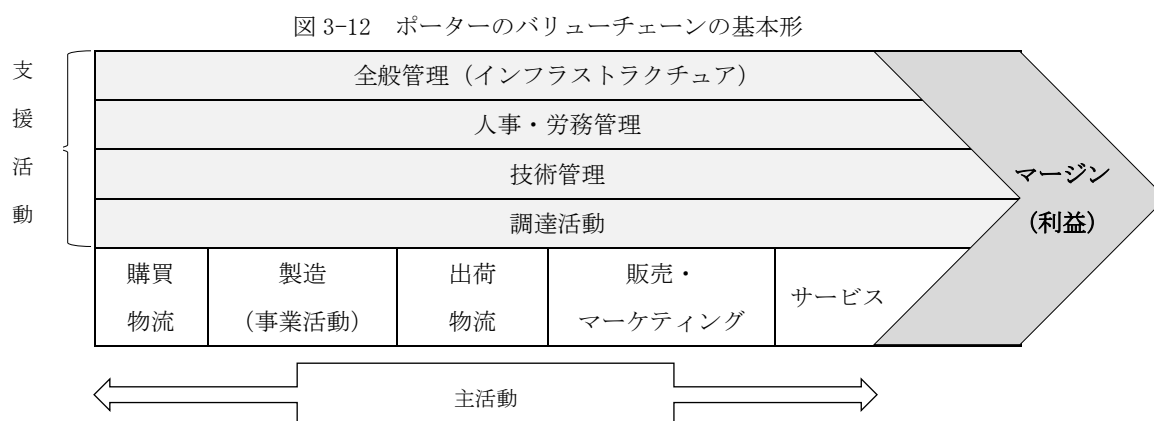 図 3-12　ポーターのバリューチェーンの基本形
支援活動
全般管理（インフラストラクチュア）
人事・労務管理
技術管理
調達活動
マージン
（利益）
購買
物流
製造
（事業活動）
出荷
物流
販売・
マーケティング
サービス
主活動